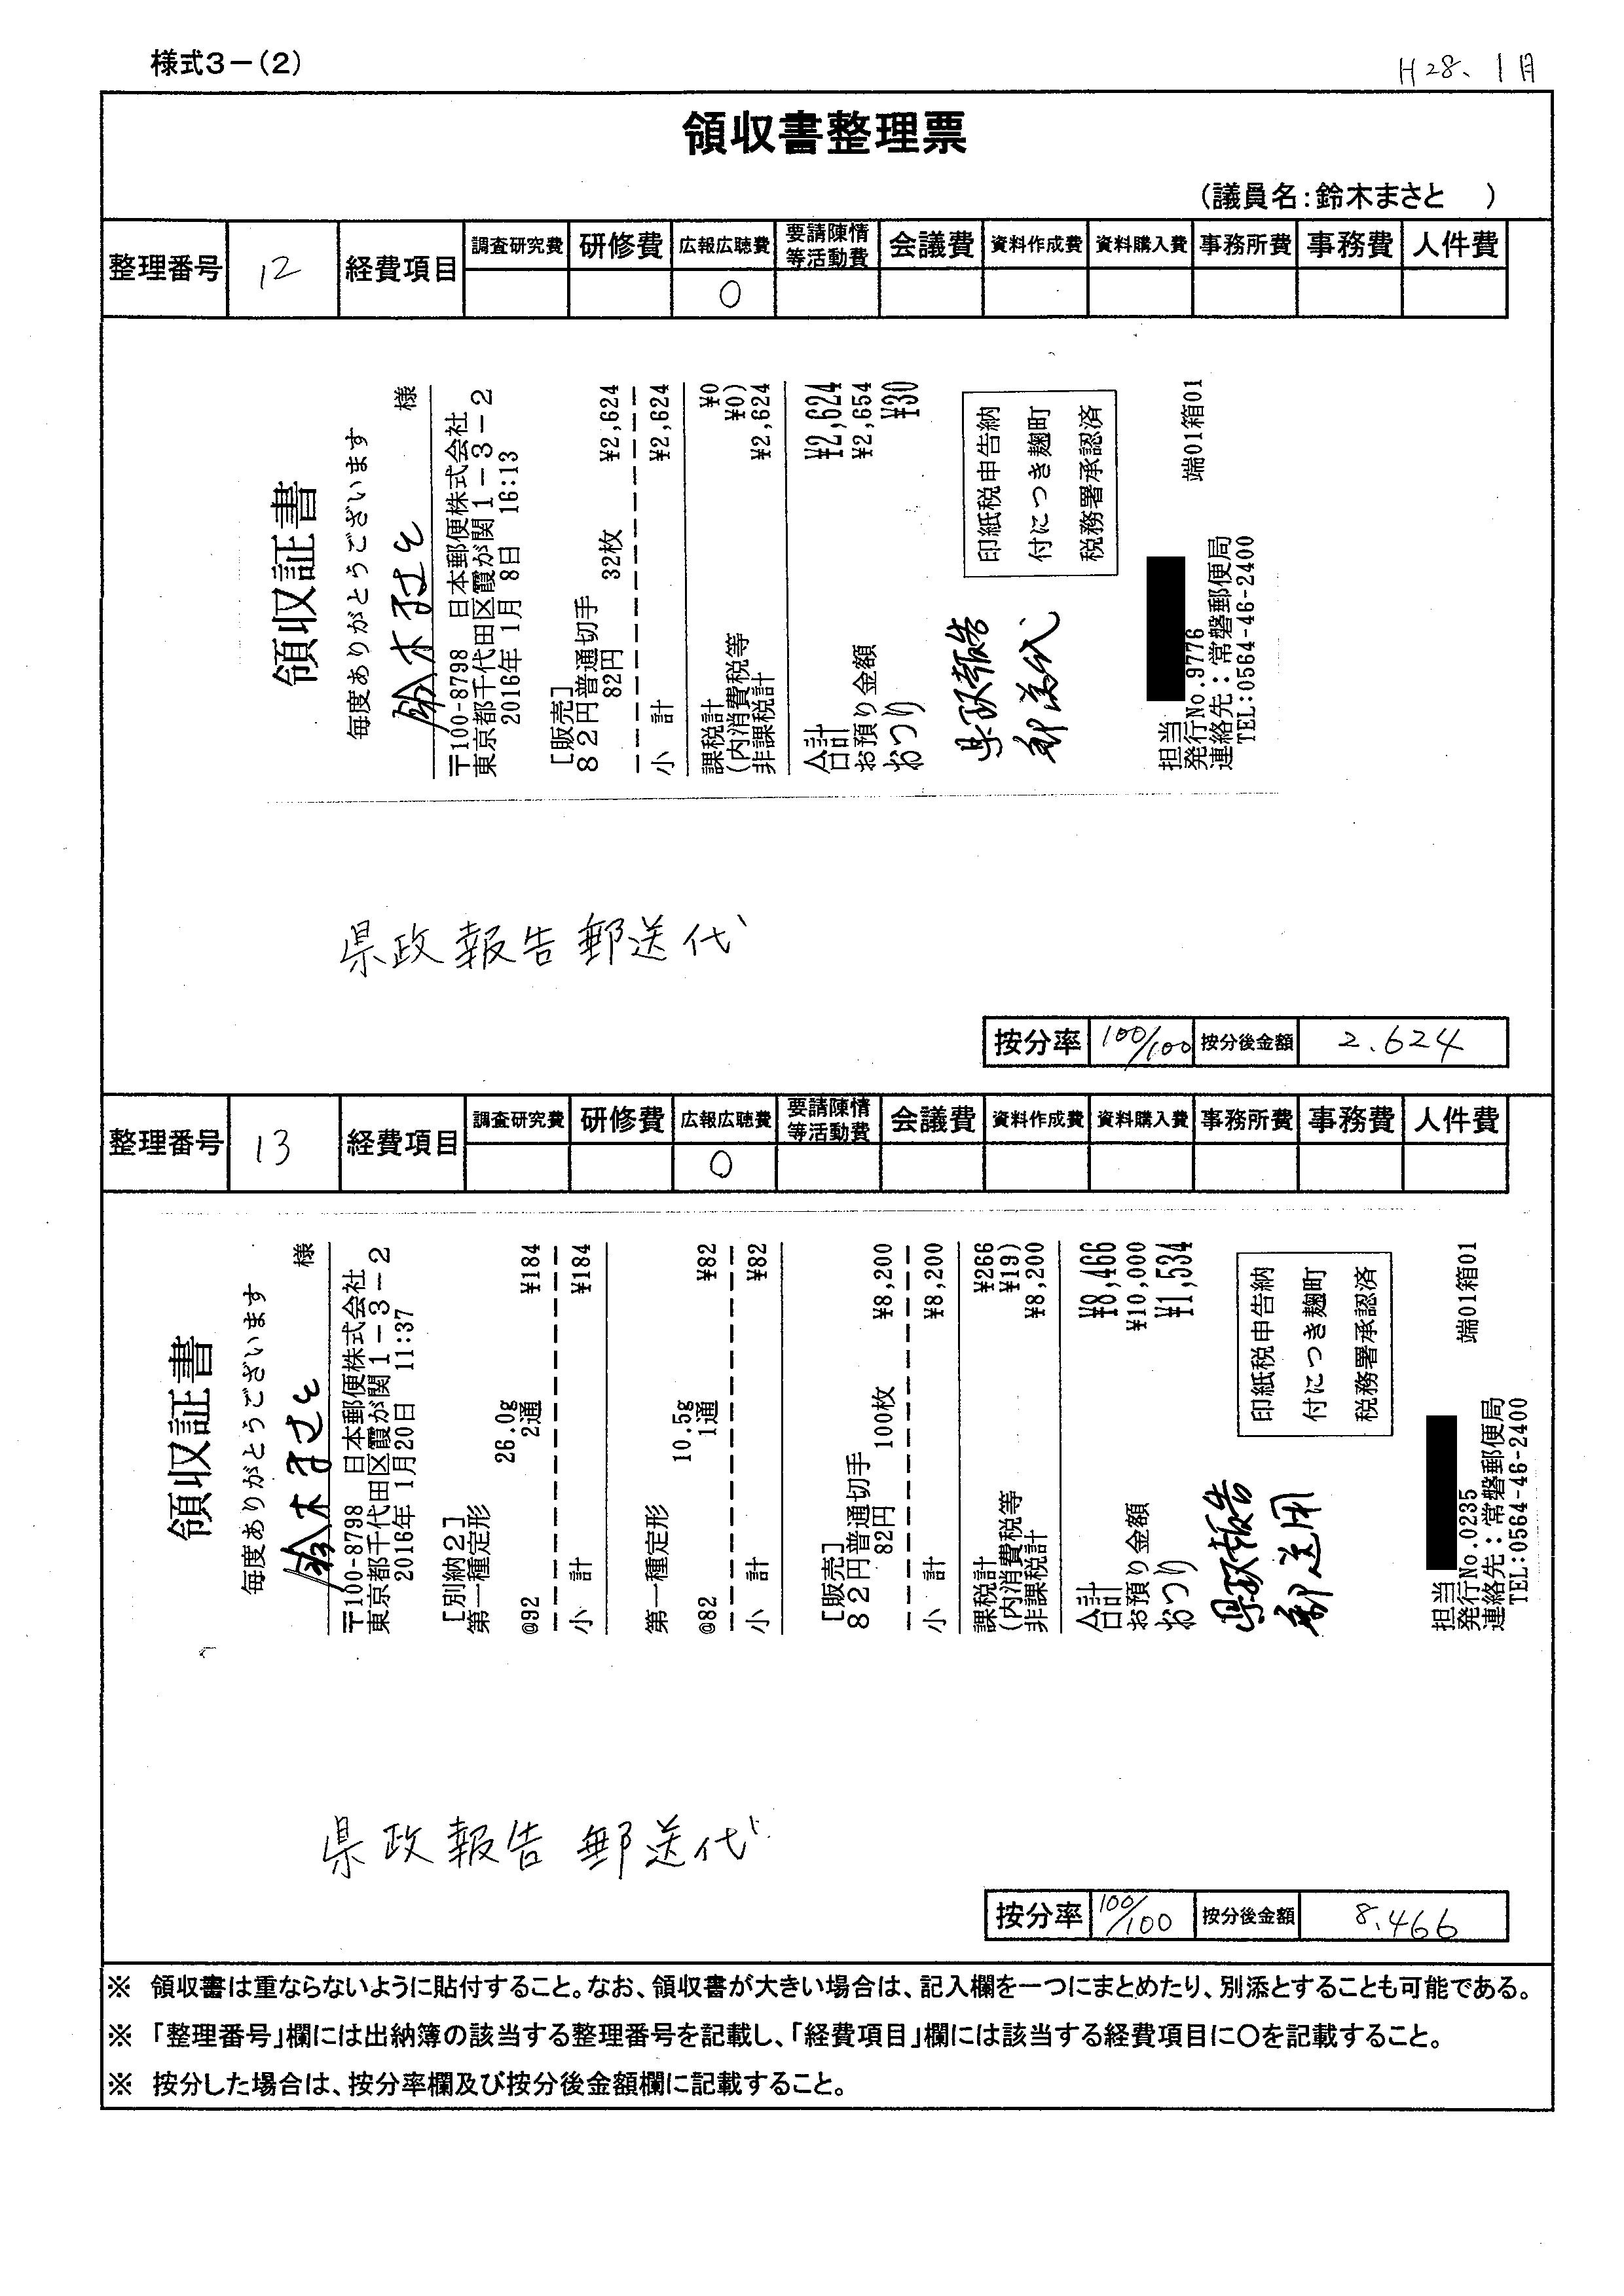 様式3-(2)
H28. 1月
領収書整理票
(議員名:鈴木まさと )
整理番号 12 経費項目 調査研究費 研修費 広報広聴費 要請陳情等活動費 会議費 資料作成費 資料購入費 事務所費 事務費 人件費
○
領収証書
毎度ありがとうございます
鈴木まさと 様
〒100-8798 日本郵便株式会社
東京都千代田区霞が関1-3-2
2016年 1月 8日 16:13
[販売]
82円普通切手
82円 32枚 ¥2,624
小 計 ¥2,624
課税計 ¥0
(内消費税等 ¥0)
非課税計 ¥2,624
合計 ¥2,624
お預り金額 ¥2,654
おつり ¥30
印紙税申告納
付につき麹町
税務署承認済
県政報告
郵送代
担当
発行No.9776 端01箱01
連絡先:常磐郵便局
TEL:0564-46-2400
県政報告郵送代
按分率 100/100 按分後金額 2.624
整理番号 13 経費項目 調査研究費 研修費 広報広聴費 要請陳情等活動費 会議費 資料作成費 資料購入費 事務所費 事務費 人件費
○
領収証書
毎度ありがとうございます
鈴木まさと 様
〒100-8798 日本郵便株式会社
東京都千代田区霞が関1-3-2
2016年 1月20日 11:37
[別納2]
第一種定形
26.0g
@92 2通 ¥184
小 計 ¥184
第一種定形
10.5g
@82 1通 ¥82
小 計 ¥82
[販売]
82円普通切手
82円 100枚 ¥8,200
小 計 ¥8,200
課税計 ¥266
(内消費税等 ¥19)
非課税計 ¥8,200
合計 ¥8,466
お預り金額 ¥10,000
おつり ¥1,534
印紙税申告納
付につき麹町
税務署承認済
県政報告
郵送用
担当
発行No.0235 端01箱01
連絡先:常磐郵便局
TEL:0564-46-2400
県政報告 郵送代
按分率 100/100 按分後金額 8.466
※ 領収書は重ならないように貼付すること。なお、領収書が大きい場合は、記入欄を一つにまとめたり、別添とすることも可能である。
※ 「整理番号」欄には出納簿の該当する整理番号を記載し、「経費項目」欄には該当する経費項目に〇を記載すること。
※ 按分した場合は、按分率欄及び按分後金額欄に記載すること。